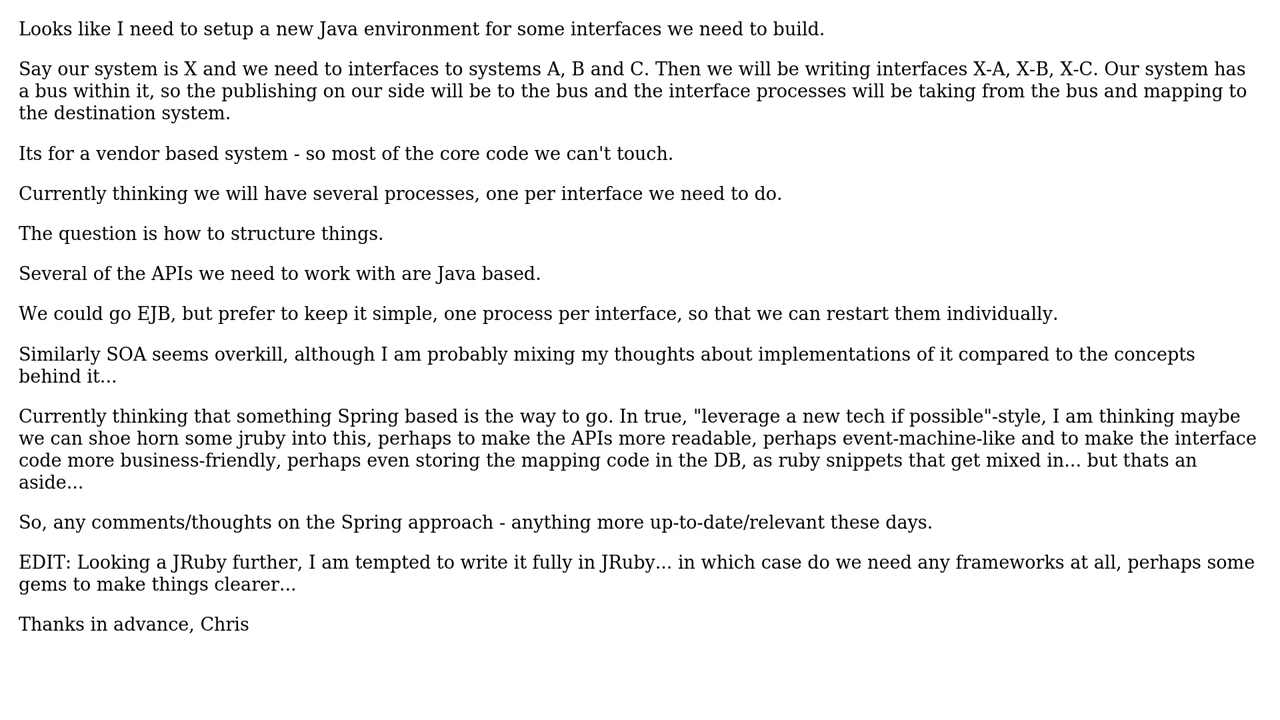 Looks like I need to setup a new Java environment for some interfaces we need to build.
Say our system is X and we need to interfaces to systems A, B and C. Then we will be writing interfaces X-A, X-B, X-C. Our system has
a bus within it, so the publishing on our side will be to the bus and the interface processes will be taking from the bus and mapping to
the destination system.
Its for a vendor based system - so most of the core code we can't touch.
Currently thinking we will have several processes, one per interface we need to do.
The question is how to structure things.
Several of the APIs we need to work with are Java based.
We could go EJB, but prefer to keep it simple, one process per interface, so that we can restart them individually.
Similarly SOA seems overkill, although I am probably mixing my thoughts about implementations of it compared to the concepts
behind it...
Currently thinking that something Spring based is the way to go. In true, "leverage a new tech if possible"-style, I am thinking maybe
we can shoe horn some jruby into this, perhaps to make the APIs more readable, perhaps event-machine-like and to make the interface
code more business-friendly, perhaps even storing the mapping code in the DB, as ruby snippets that get mixed in... but thats an
aside...
So, any comments/thoughts on the Spring approach - anything more up-to-date/relevant these days.
EDIT: Looking a JRuby further, I am tempted to write it fully in JRuby... in which case do we need any frameworks at all, perhaps some
gems to make things clearer...
Thanks in advance, Chris